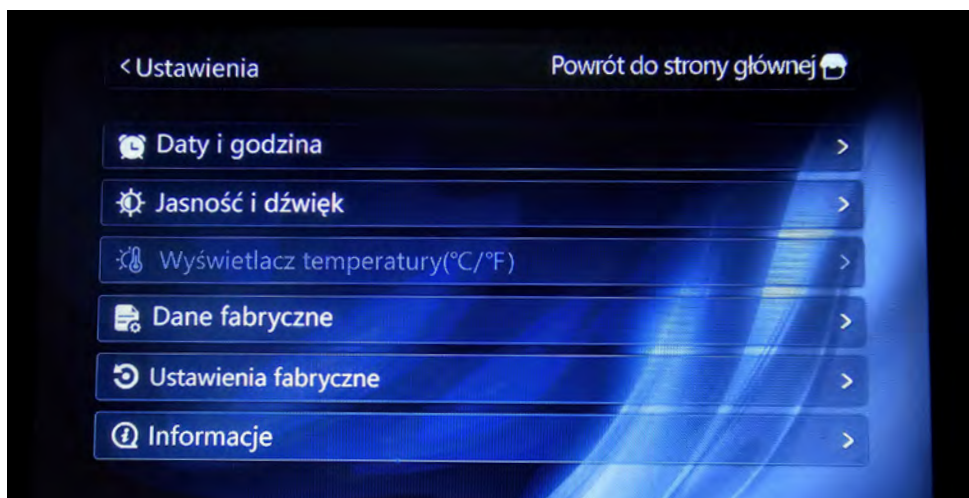 <Ustawienia
Powrót do strony głównej
Daty i godzina
Jasność i dźwięk
Wyświetlacz temperatury(°C/°F)
Dane fabryczne
Ustawienia fabryczne
Informacje